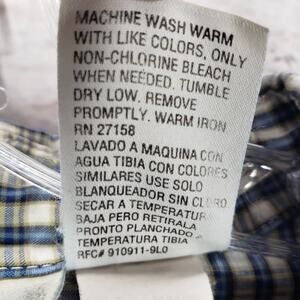 MACHINE WASH WARM
WITH LIKE COLORS, ONLY
NON-CHLORINE BLEACH
WHEN NEEDED. TUMBLE
DRY LOW. REMOVE
PROMPTLY. WARM IRON
RN 27158
LAVADO A MAQUINA CON
AGUA TIBIA CON COLORES
SIMILARES USE SOLO
BLANQUEADOR SIN CLORO
SECAR A TEMPERATURA
BAJA PERO RETIRALA
PRONTO PLANCHADO
TEMPERATURA TIBIA
RFC# 910911-9L0